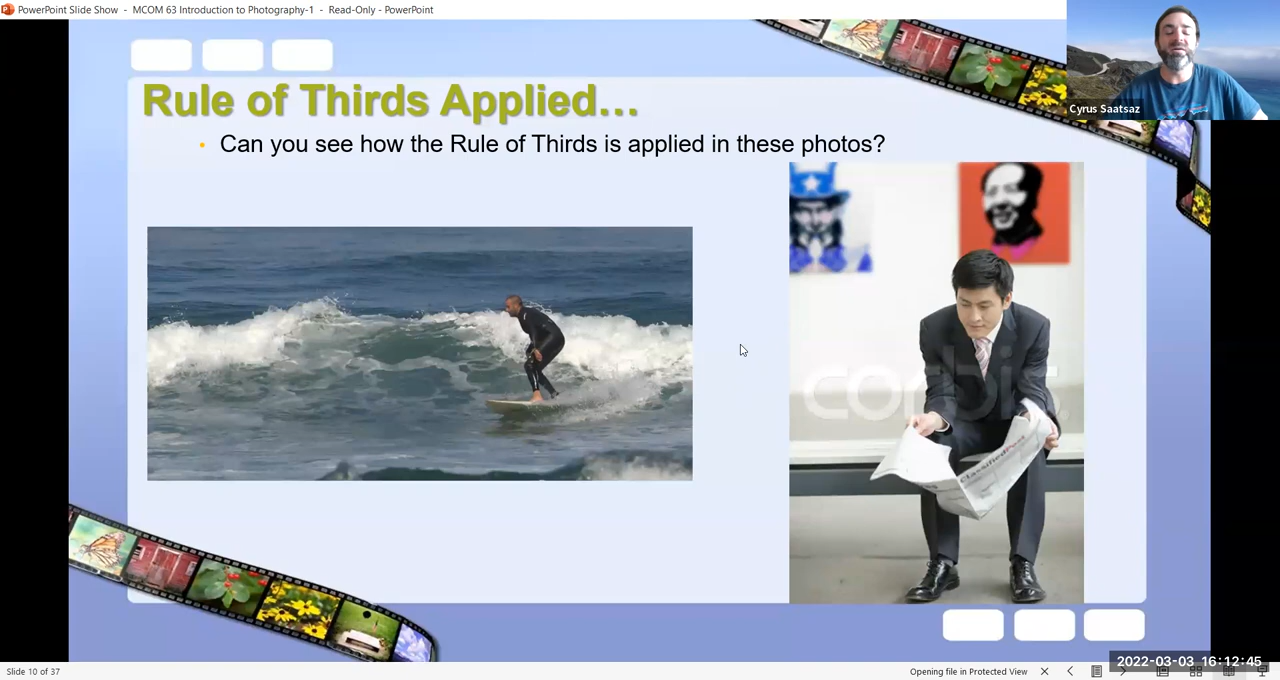 PowerPoint Slide Show - MCOM 63 Introduction to Photography-1 - Read-Only - PowerPoint
Cyrus Saatsaz
Rule of Thirds Applied...
• Can you see how the Rule of Thirds is applied in these photos?
corbis.
ClassifiedPost
Slide 10 of 37
Opening file in Protected View
2022-03-03 16:12:45